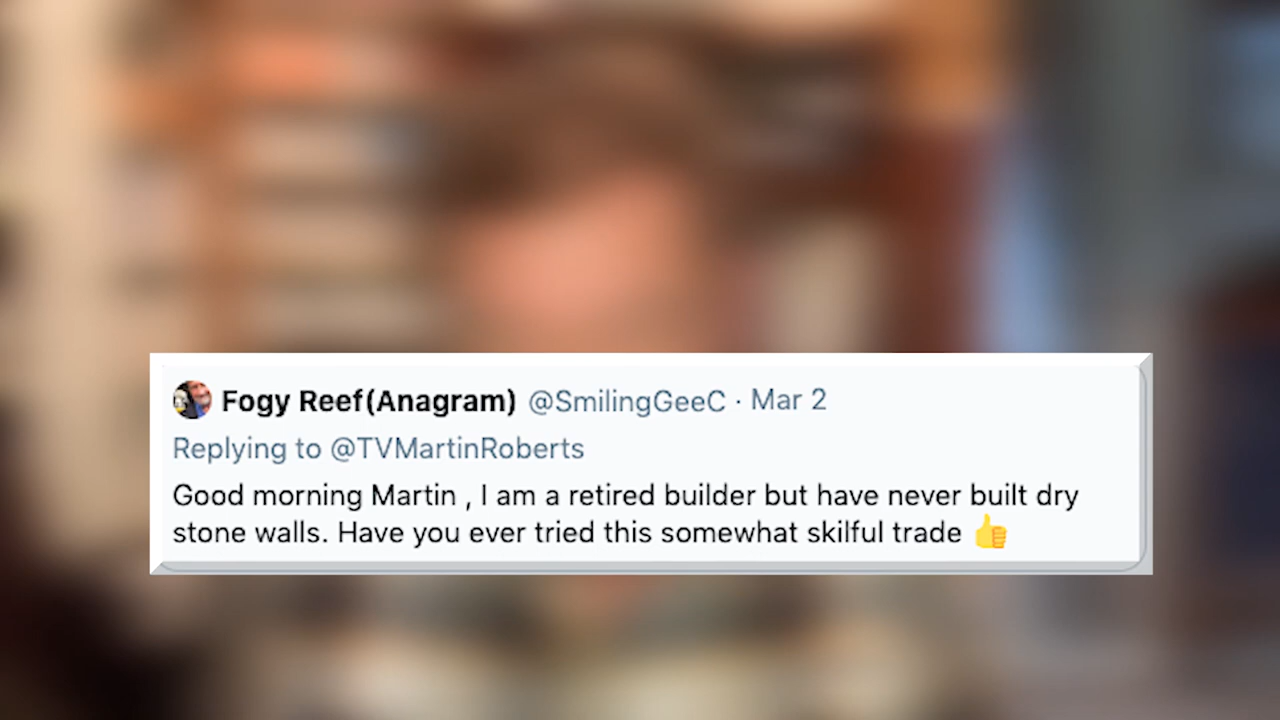 Fogy Reef(Anagram) @SmilingGeeC · Mar 2
Replying to @TVMartinRoberts
Good morning Martin , I am a retired builder but have never built dry
stone walls. Have you ever tried this somewhat skilful trade 👍